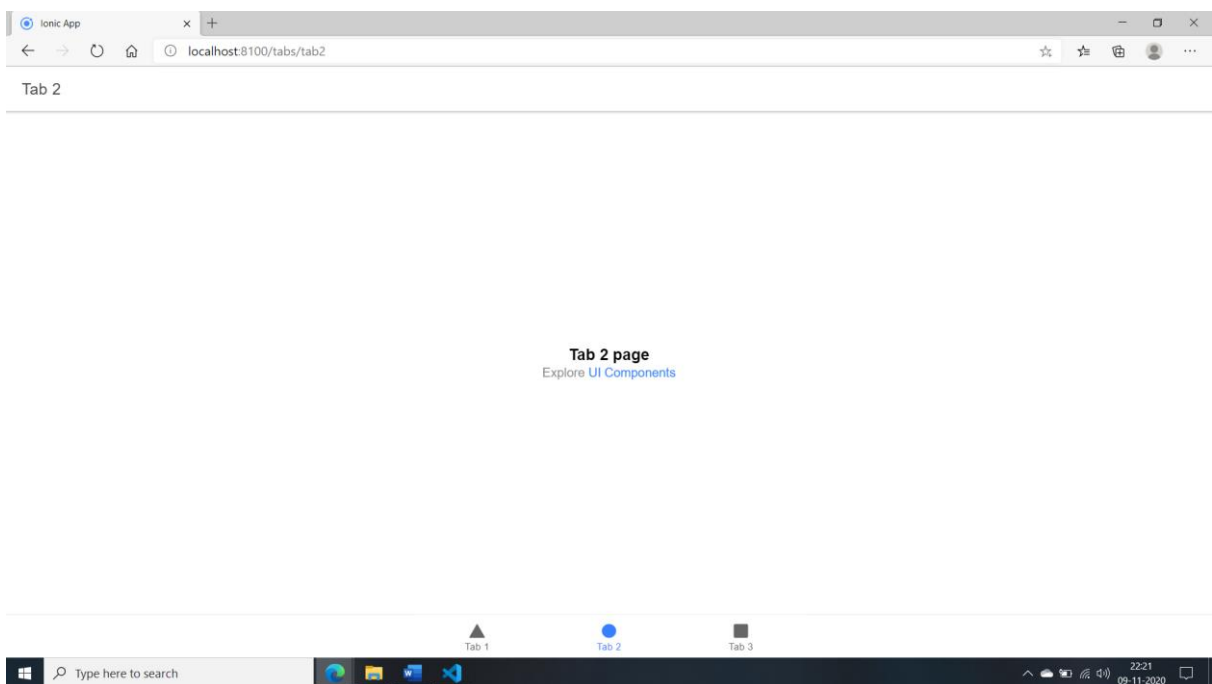 Ionic App
localhost:8100/tabs/tab2
Tab 2
Tab 2 page
Explore UI Components
Tab 1
Tab 2
Tab 3
Type here to search
22:21
09-11-2020